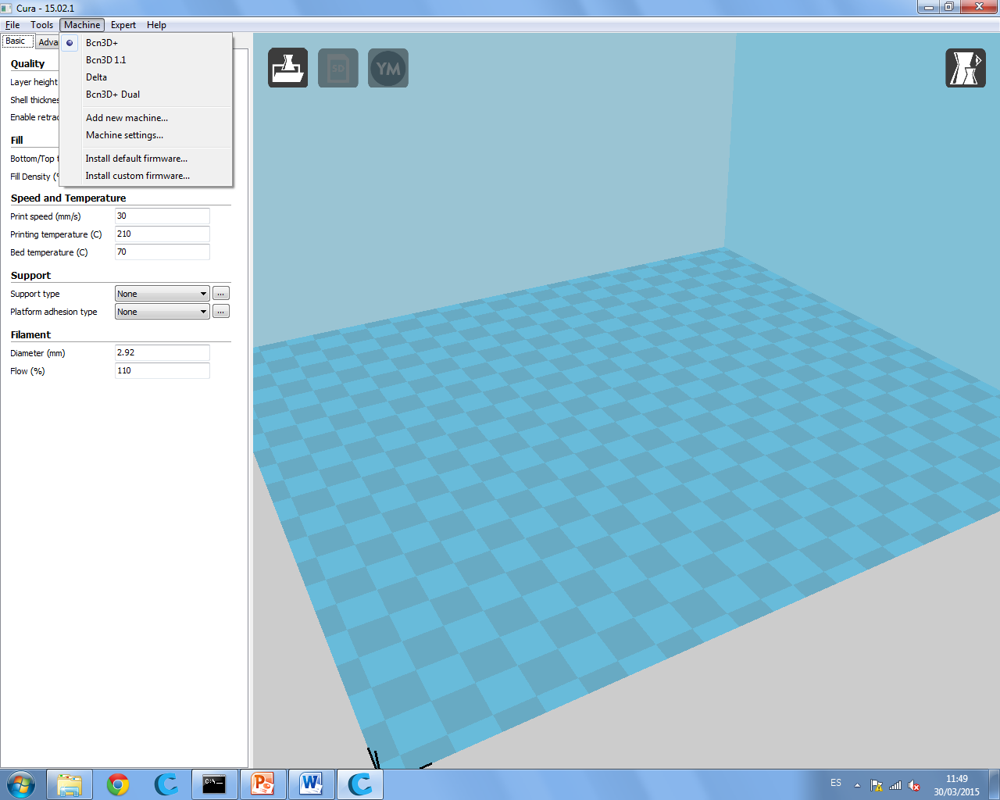 Cura - 15.02.1
File Tools Machine Expert Help
Basic Adva
Bcn3D+
Bcn3D 1.1
Delta
Bcn3D+ Dual
Add new machine...
Machine settings...
Install default firmware...
Install custom firmware...
Quality
Layer height
Shell thicknes
Enable retrac
Fill
Bottom/Top t
Fill Density (%
Speed and Temperature
Print speed (mm/s) 30
Printing temperature (C) 210
Bed temperature (C) 70
Support
Support type None ...
Platform adhesion type None ...
Filament
Diameter (mm) 2.92
Flow (%) 110
SD
YM
C:\_
P
W
ES
11:49
30/03/2015